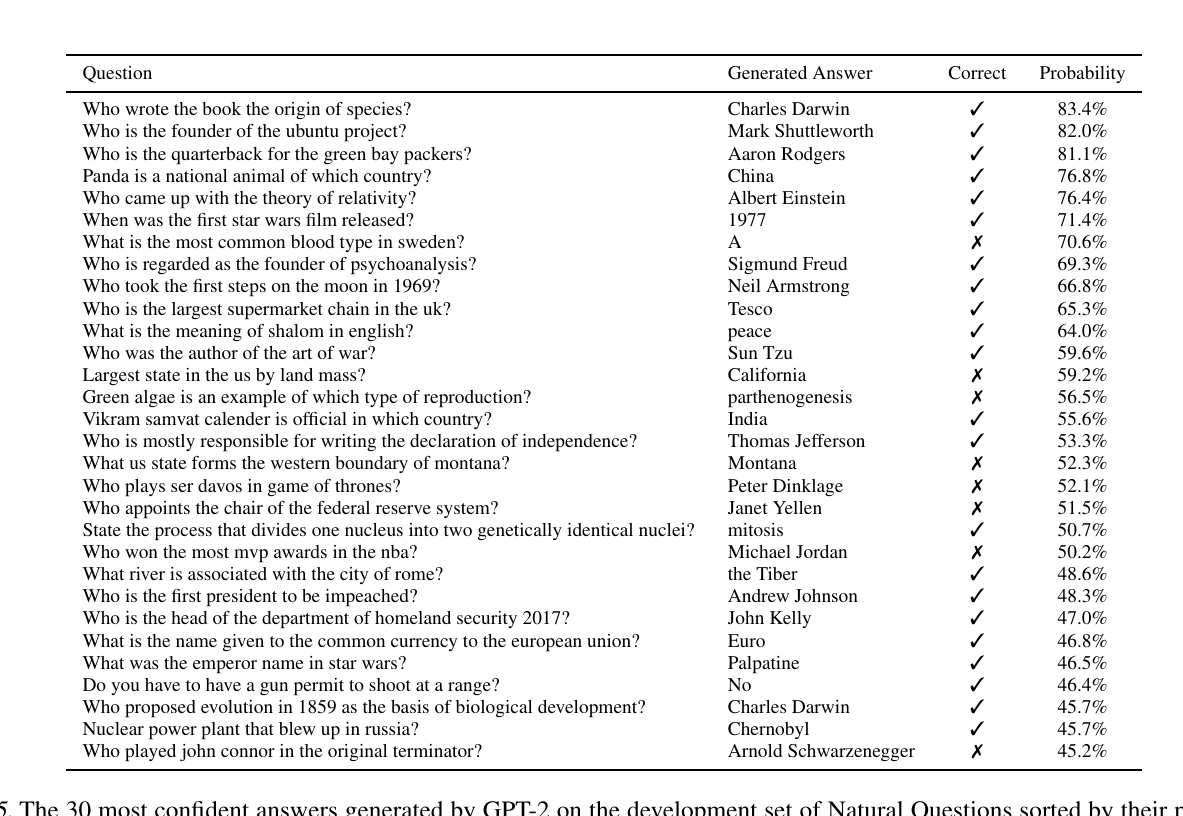 Question Generated Answer Correct Probability
Who wrote the book the origin of species? Charles Darwin ✓ 83.4%
Who is the founder of the ubuntu project? Mark Shuttleworth ✓ 82.0%
Who is the quarterback for the green bay packers? Aaron Rodgers ✓ 81.1%
Panda is a national animal of which country? China ✓ 76.8%
Who came up with the theory of relativity? Albert Einstein ✓ 76.4%
When was the first star wars film released? 1977 ✓ 71.4%
What is the most common blood type in sweden? A ✗ 70.6%
Who is regarded as the founder of psychoanalysis? Sigmund Freud ✓ 69.3%
Who took the first steps on the moon in 1969? Neil Armstrong ✓ 66.8%
Who is the largest supermarket chain in the uk? Tesco ✓ 65.3%
What is the meaning of shalom in english? peace ✓ 64.0%
Who was the author of the art of war? Sun Tzu ✓ 59.6%
Largest state in the us by land mass? California ✗ 59.2%
Green algae is an example of which type of reproduction? parthenogenesis ✗ 56.5%
Vikram samvat calender is official in which country? India ✓ 55.6%
Who is mostly responsible for writing the declaration of independence? Thomas Jefferson ✓ 53.3%
What us state forms the western boundary of montana? Montana ✗ 52.3%
Who plays ser davos in game of thrones? Peter Dinklage ✗ 52.1%
Who appoints the chair of the federal reserve system? Janet Yellen ✗ 51.5%
State the process that divides one nucleus into two genetically identical nuclei? mitosis ✓ 50.7%
Who won the most mvp awards in the nba? Michael Jordan ✗ 50.2%
What river is associated with the city of rome? the Tiber ✓ 48.6%
Who is the first president to be impeached? Andrew Johnson ✓ 48.3%
Who is the head of the department of homeland security 2017? John Kelly ✓ 47.0%
What is the name given to the common currency to the european union? Euro ✓ 46.8%
What was the emperor name in star wars? Palpatine ✓ 46.5%
Do you have to have a gun permit to shoot at a range? No ✓ 46.4%
Who proposed evolution in 1859 as the basis of biological development? Charles Darwin ✓ 45.7%
Nuclear power plant that blew up in russia? Chernobyl ✓ 45.7%
Who played john connor in the original terminator? Arnold Schwarzenegger ✗ 45.2%
5. The 30 most confident answers generated by GPT-2 on the development set of Natural Questions sorted by their